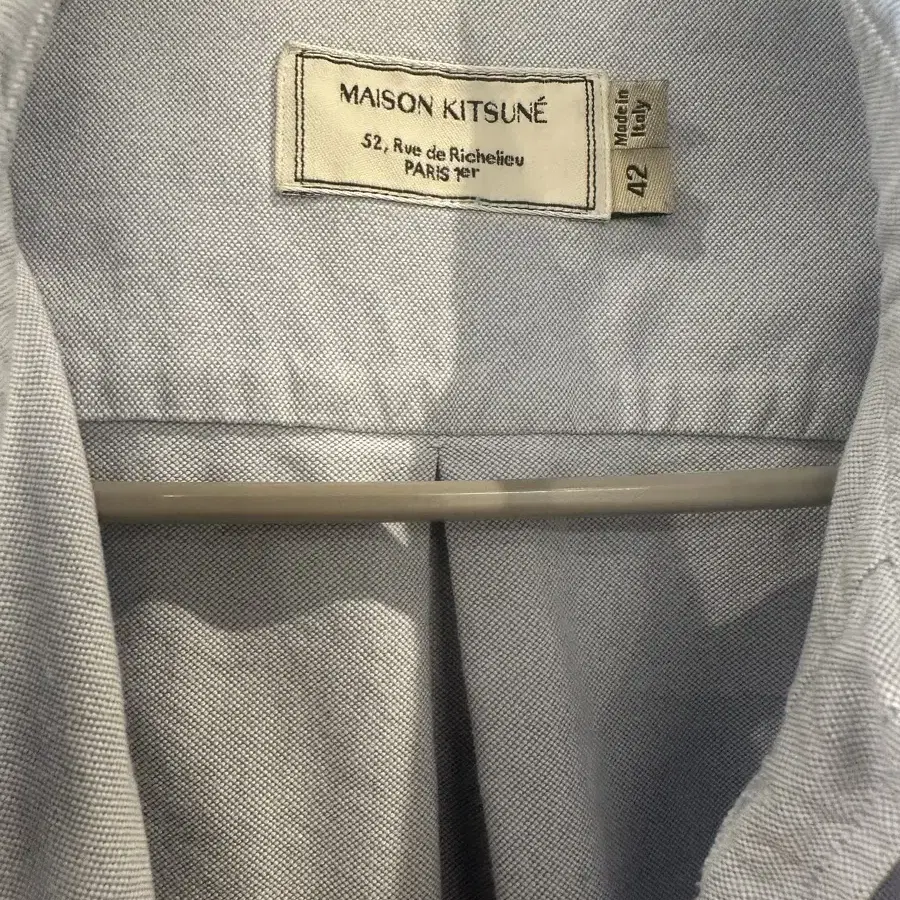 MAISON KITSUNÉ
52, Rue de Richelieu
PARIS 1er
Made in
Italy
42